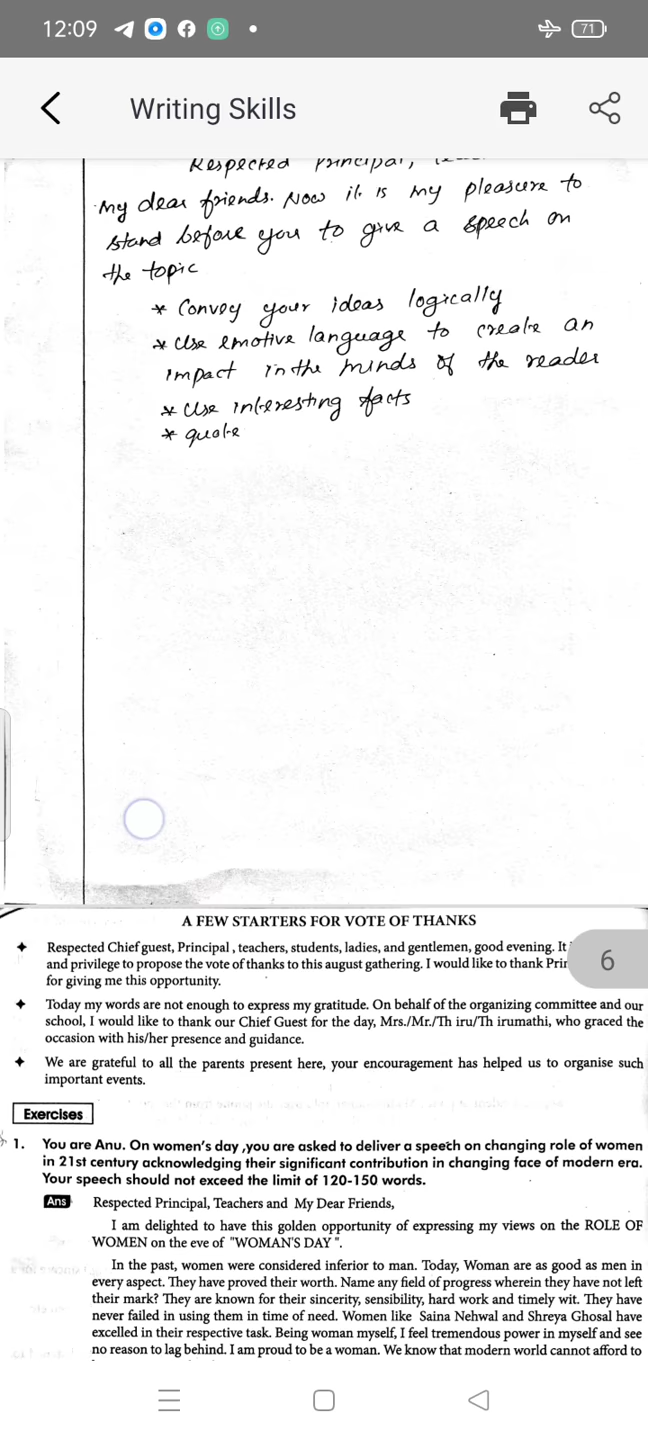 12:09
71
Writing Skills
Respected Principal,
My dear friends. Now it is my pleasure to
stand before you to give a speech on
the topic
* Convey your ideas logically
* Use emotive language to create an
impact in the minds of the reader
* Use interesting facts
* quote
A FEW STARTERS FOR VOTE OF THANKS
✦ Respected Chief guest, Principal , teachers, students, ladies, and gentlemen, good evening. It
and privilege to propose the vote of thanks to this august gathering. I would like to thank
for giving me this opportunity.
✦ Today my words are not enough to express my gratitude. On behalf of the organizing committee and our
school, I would like to thank our Chief Guest for the day, Mrs./Mr./Th iru/Th irumathi, who graced the
occasion with his/her presence and guidance.
✦ We are grateful to all the parents present here, your encouragement has helped us to organise such
important events.
6
Exercises
1. You are Anu. On women's day ,you are asked to deliver a speech on changing role of women
in 21st century acknowledging their significant contribution in changing face of modern era.
Your speech should not exceed the limit of 120-150 words.
Ans Respected Principal, Teachers and My Dear Friends,
I am delighted to have this golden opportunity of expressing my views on the ROLE OF
WOMEN on the eve of "WOMAN'S DAY ".
In the past, women were considered inferior to man. Today, Woman are as good as men in
every aspect. They have proved their worth. Name any field of progress wherein they have not left
their mark? They are known for their sincerity, sensibility, hard work and timely wit. They have
never failed in using them in time of need. Women like Saina Nehwal and Shreya Ghosal have
excelled in their respective task. Being woman myself, I feel tremendous power in myself and see
no reason to lag behind. I am proud to be a woman. We know that modern world cannot afford to